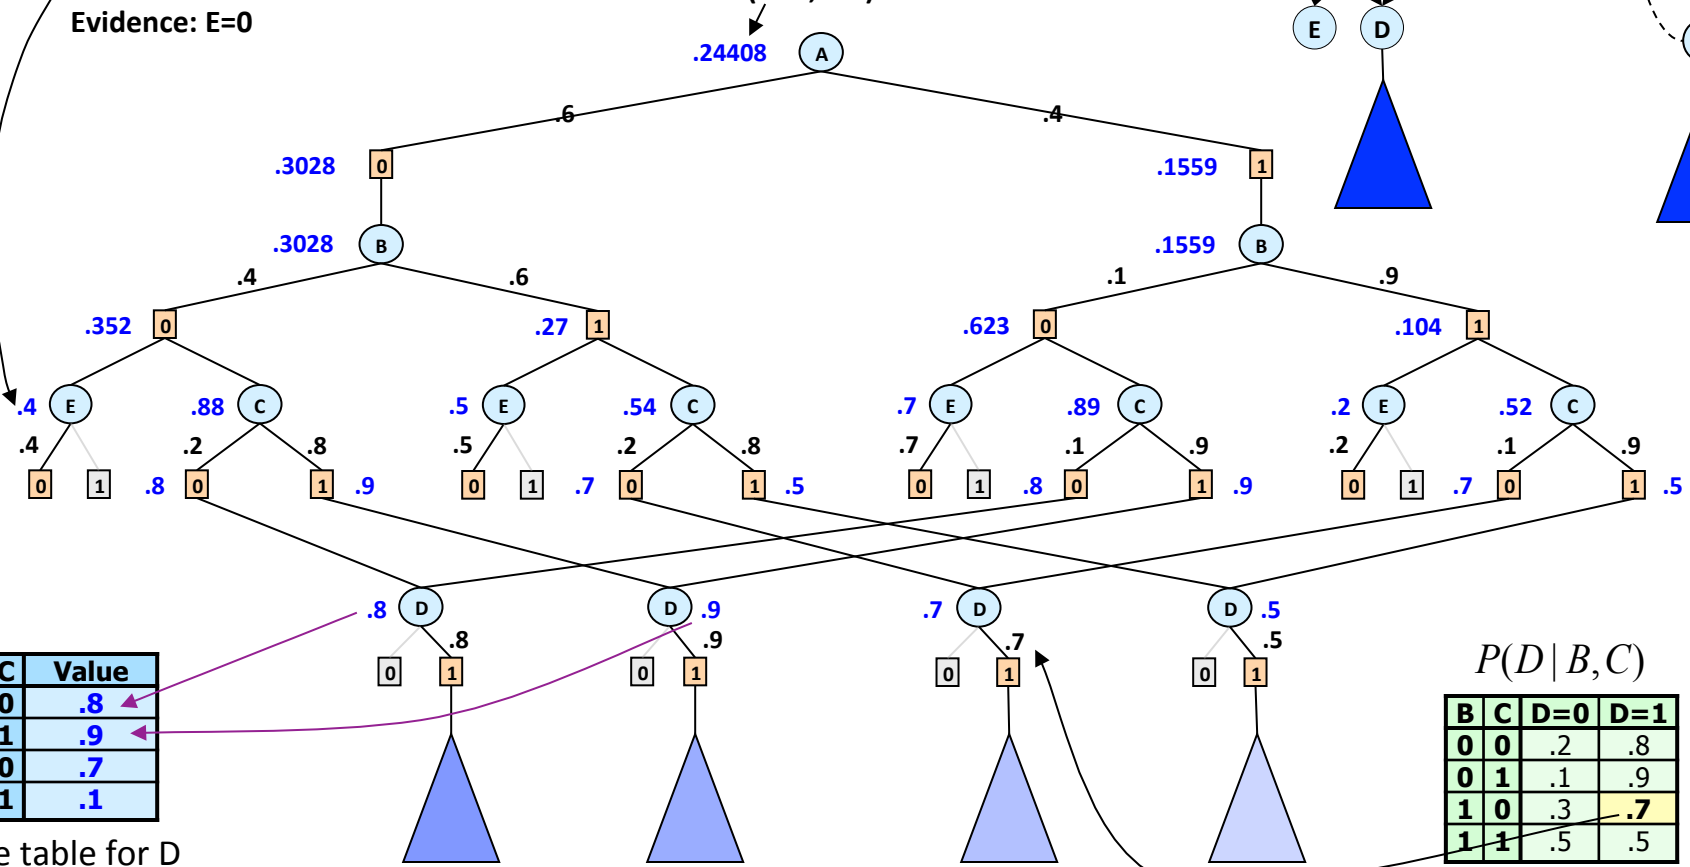 Evidence: E=0
E D
.24408 A
.6 .4
.3028 0 .1559 1
.3028 B .1559 B
.4 .6 .1 .9
.352 0 .27 1 .623 0 .104 1
.4 E .88 C .5 E .54 C .7 E .89 C .2 E .52 C
.4 .2 .8 .5 .2 .8 .7 .1 .9 .2 .1 .9
0 1 .8 0 1 .9 0 1 .7 0 1 .5 0 1 .8 0 1 .9 0 1 .7 0 1 .5
.8 D D .9 .7 D D .5
.8 .9 .7 .5
0 1 0 1 0 1 0 1
C Value
0 .8
1 .9
0 .7
1 .1
e table for D
P(D|B,C)
B C D=0 D=1
0 0 .2 .8
0 1 .1 .9
1 0 .3 .7
1 1 .5 .5